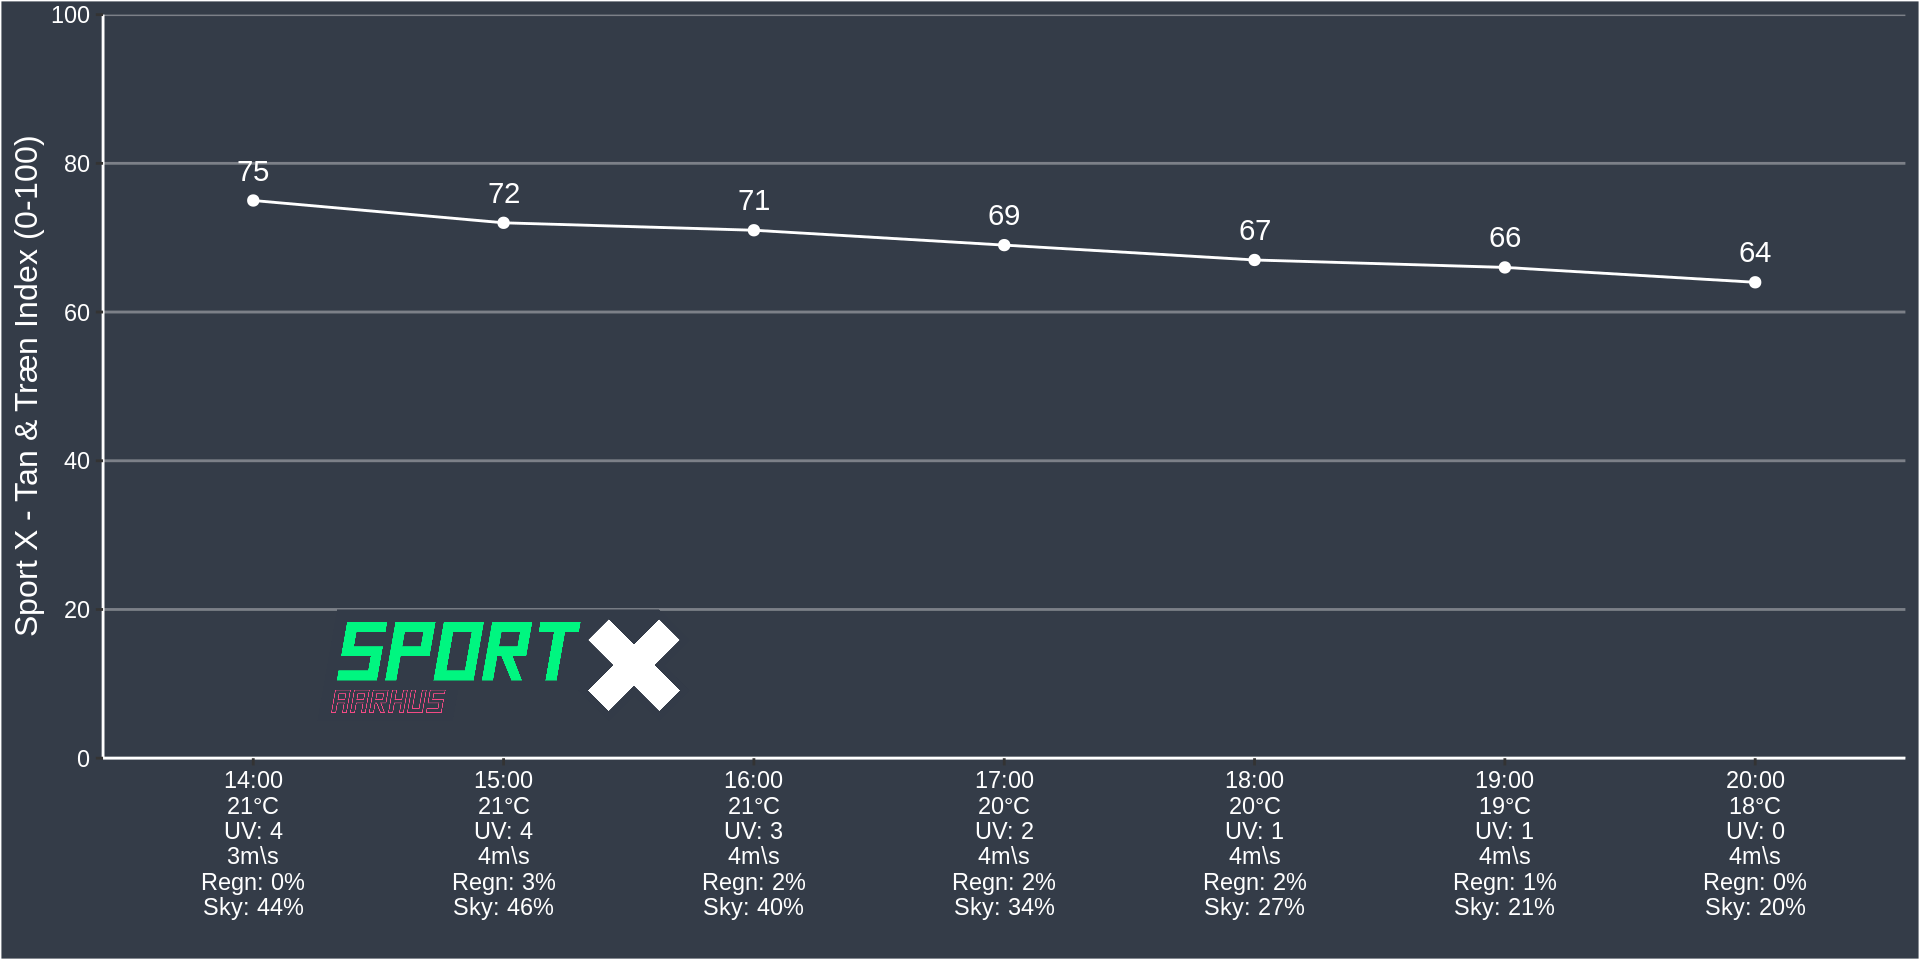 Sport X - Tan & Træn Index (0-100)
100
80
60
40
20
0
75
72
71
69
67
66
64
SPORT X
AARHUS
14:00
21°C
UV: 4
3m\s
Regn: 0%
Sky: 44%
15:00
21°C
UV: 4
4m\s
Regn: 3%
Sky: 46%
16:00
21°C
UV: 3
4m\s
Regn: 2%
Sky: 40%
17:00
20°C
UV: 2
4m\s
Regn: 2%
Sky: 34%
18:00
20°C
UV: 1
4m\s
Regn: 2%
Sky: 27%
19:00
19°C
UV: 1
4m\s
Regn: 1%
Sky: 21%
20:00
18°C
UV: 0
4m\s
Regn: 0%
Sky: 20%